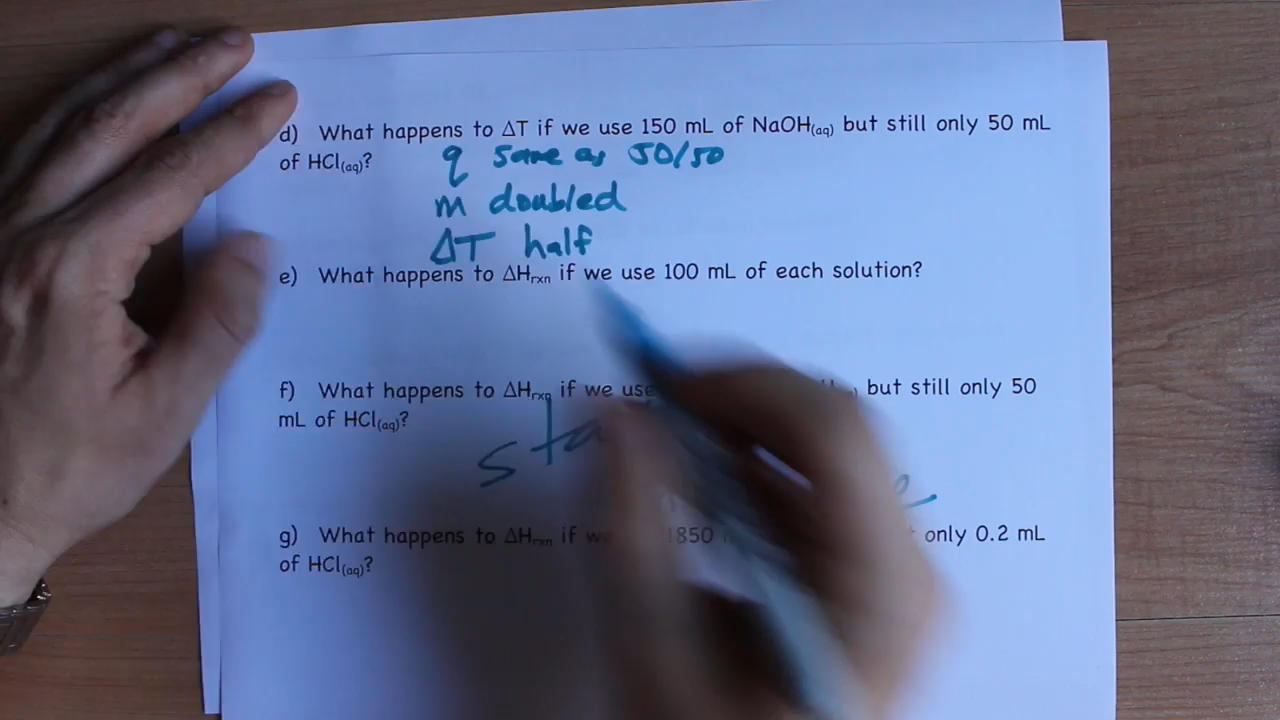 d) What happens to ΔT if we use 150 mL of NaOH(aq) but still only 50 mL
of HCl(aq)?
q same as 50/50
m doubled
ΔT half
e) What happens to ΔHrxn if we use 100 mL of each solution?
f) What happens to ΔHrxn if we use but still only 50
mL of HCl(aq)?
g) What happens to ΔHrxn if 1850 only 0.2 mL
of HCl(aq)?